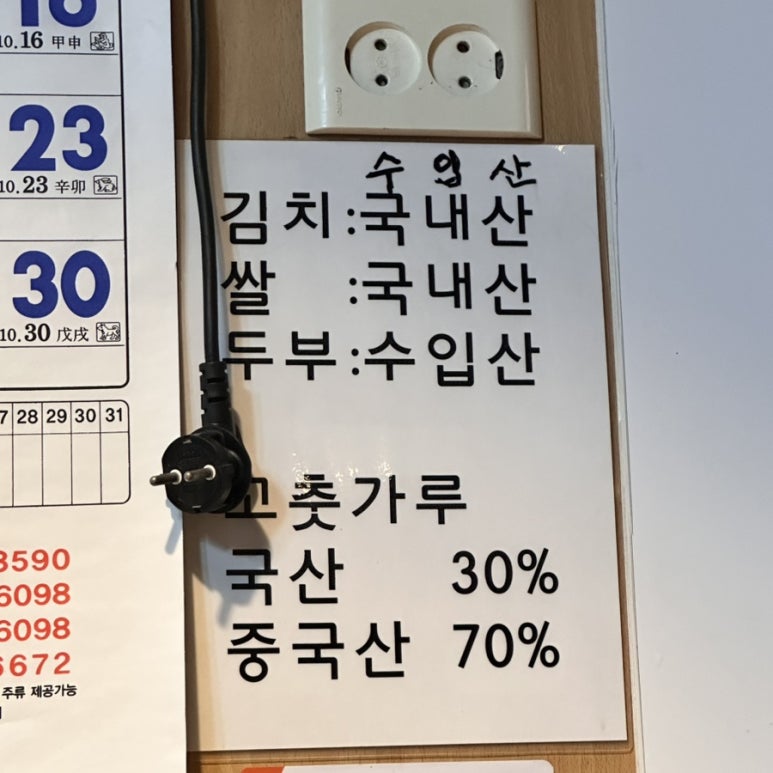 10.16 甲申
23
10.23 辛卯
30
10.30 戊戌
28 29 30 31
3590
6098
6098
6672
주류 제공가능
수입산
김치:국내산
쌀 :국내산
두부:수입산
고춧가루
국산 30%
중국산 70%